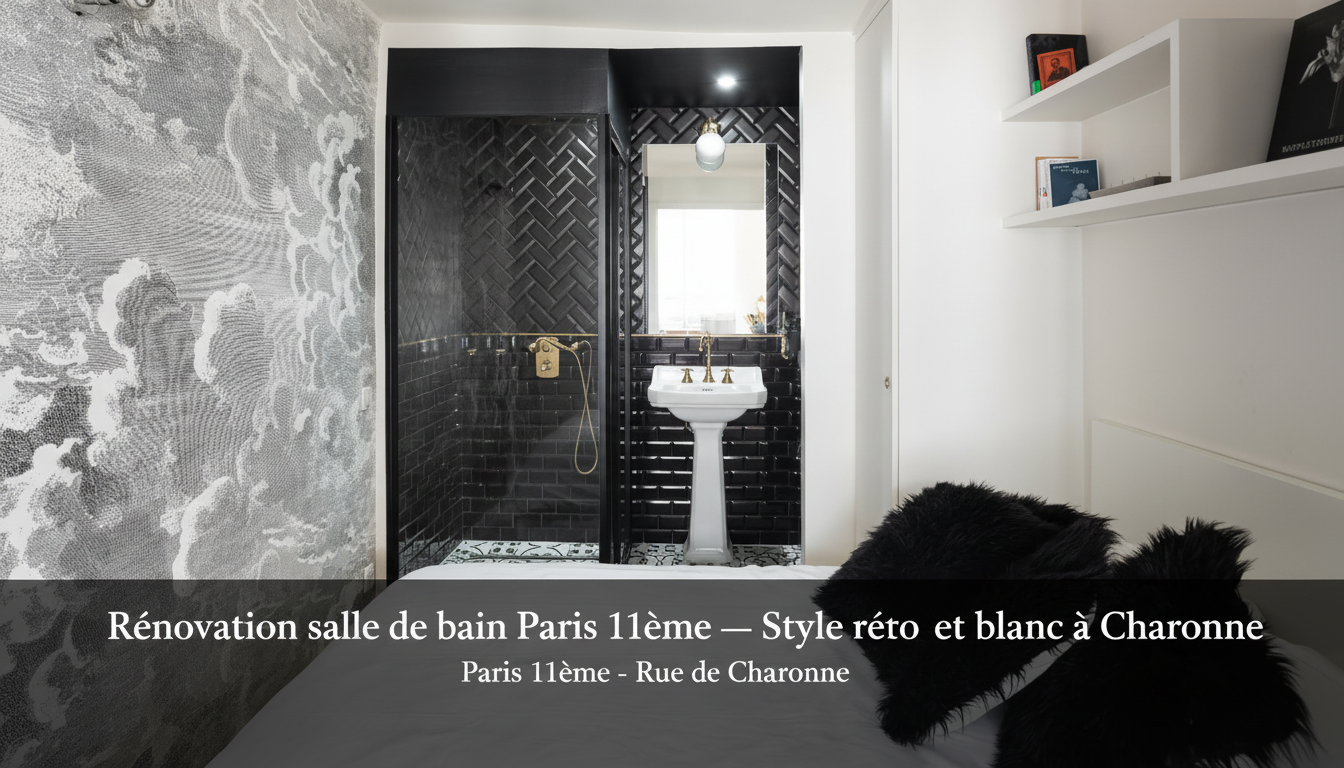 Rénovation salle de bain Paris 11ème — Style réto et blanc à Charonne
Paris 11ème - Rue de Charonne